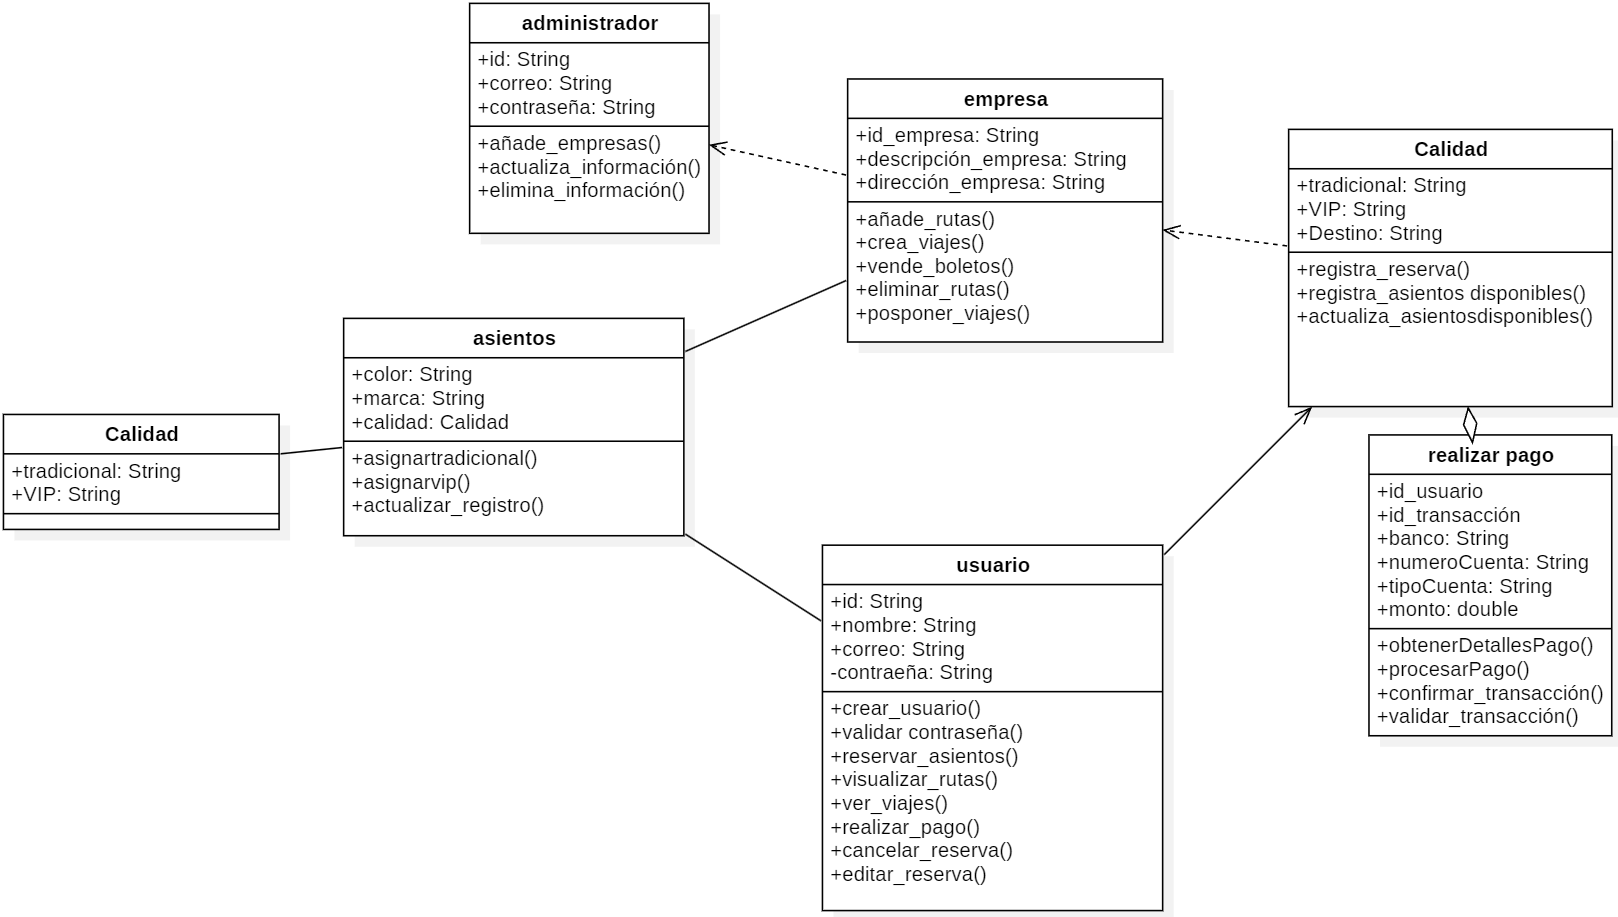 administrador
+id: String
+correo: String
+contraseña: String
+añade_empresas()
+actualiza_información()
+elimina_información()
empresa
+id_empresa: String
+descripción_empresa: String
+dirección_empresa: String
+añade_rutas()
+crea_viajes()
+vende_boletos()
+eliminar_rutas()
+posponer_viajes()
Calidad
+tradicional: String
+VIP: String
+Destino: String
+registra_reserva()
+registra_asientos disponibles()
+actualiza_asientosdisponibles()
asientos
+color: String
+marca: String
+calidad: Calidad
+asignartradicional()
+asignarvip()
+actualizar_registro()
Calidad
+tradicional: String
+VIP: String
realizar pago
+id_usuario
+id_transacción
+banco: String
+numeroCuenta: String
+tipoCuenta: String
+monto: double
+obtenerDetallesPago()
+procesarPago()
+confirmar_transacción()
+validar_transacción()
usuario
+id: String
+nombre: String
+correo: String
-contraeña: String
+crear_usuario()
+validar contraseña()
+reservar_asientos()
+visualizar_rutas()
+ver_viajes()
+realizar_pago()
+cancelar_reserva()
+editar_reserva()